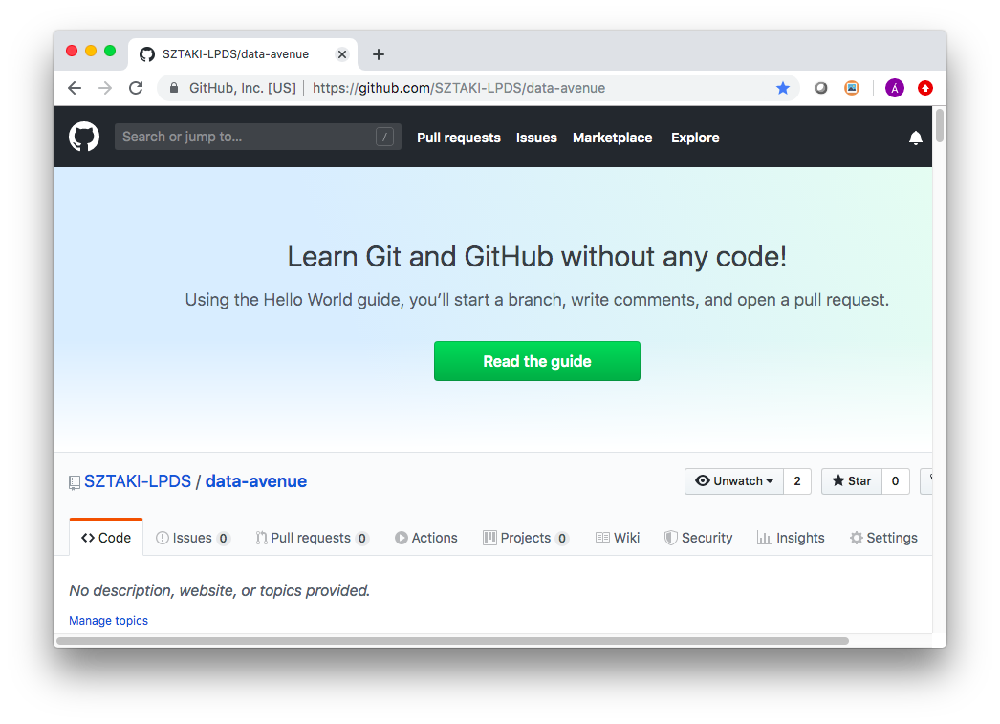 SZTAKI-LPDS/data-avenue
GitHub, Inc. [US] | https://github.com/SZTAKI-LPDS/data-avenue
Á
Search or jump to... / Pull requests Issues Marketplace Explore
Learn Git and GitHub without any code!
Using the Hello World guide, you’ll start a branch, write comments, and open a pull request.
Read the guide
SZTAKI-LPDS / data-avenue Unwatch 2 Star 0
Code Issues 0 Pull requests 0 Actions Projects 0 Wiki Security Insights Settings
No description, website, or topics provided.
Manage topics